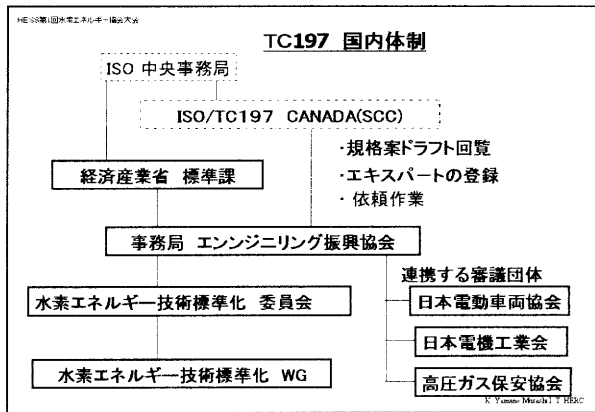 HESS第1回水素エネルギー協会大会
TC197 国内体制
ISO 中央事務局
ISO/TC197 CANADA(SCC)
・規格案ドラフト回覧
・エキスパートの登録
・依頼作業
経済産業省 標準課
事務局 エンンジニリング振興協会
連携する審議団体
水素エネルギー技術標準化 委員会
日本電動車両協会
日本電機工業会
水素エネルギー技術標準化 WG
高圧ガス保安協会
K Yamane Musashi I T HERC